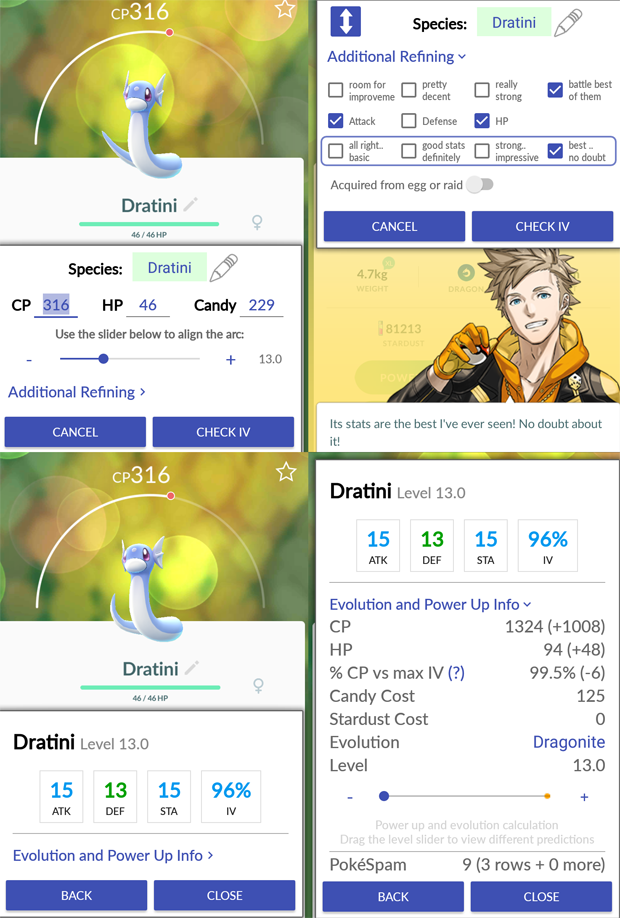 CP316
Dratini
46 / 46 HP
Species: Dratini
CP 316 HP 46 Candy 229
Use the slider below to align the arc:
- + 13.0
Additional Refining >
CANCEL CHECK IV
Species: Dratini
Additional Refining
room for improveme
pretty decent
really strong
battle best of them
Attack
Defense
HP
all right.. basic
good stats definitely
strong.. impressive
best .. no doubt
Acquired from egg or raid
CANCEL CHECK IV
4.7kg
WEIGHT
DRAGON
81213
STARDUST
POWE
Its stats are the best I've ever seen! No doubt about
it!
CP316
Dratini
46 / 46 HP
Dratini Level 13.0
15 13 15 96%
ATK DEF STA IV
Evolution and Power Up Info >
BACK CLOSE
Dratini Level 13.0
15 13 15 96%
ATK DEF STA IV
Evolution and Power Up Info
CP 1324 (+1008)
HP 94 (+48)
% CP vs max IV (?) 99.5% (-6)
Candy Cost 125
Stardust Cost 0
Evolution Dragonite
Level 13.0
- +
Power up and evolution calculation
Drag the level slider to view different predictions
PokéSpam 9 (3 rows + 0 more)
BACK CLOSE